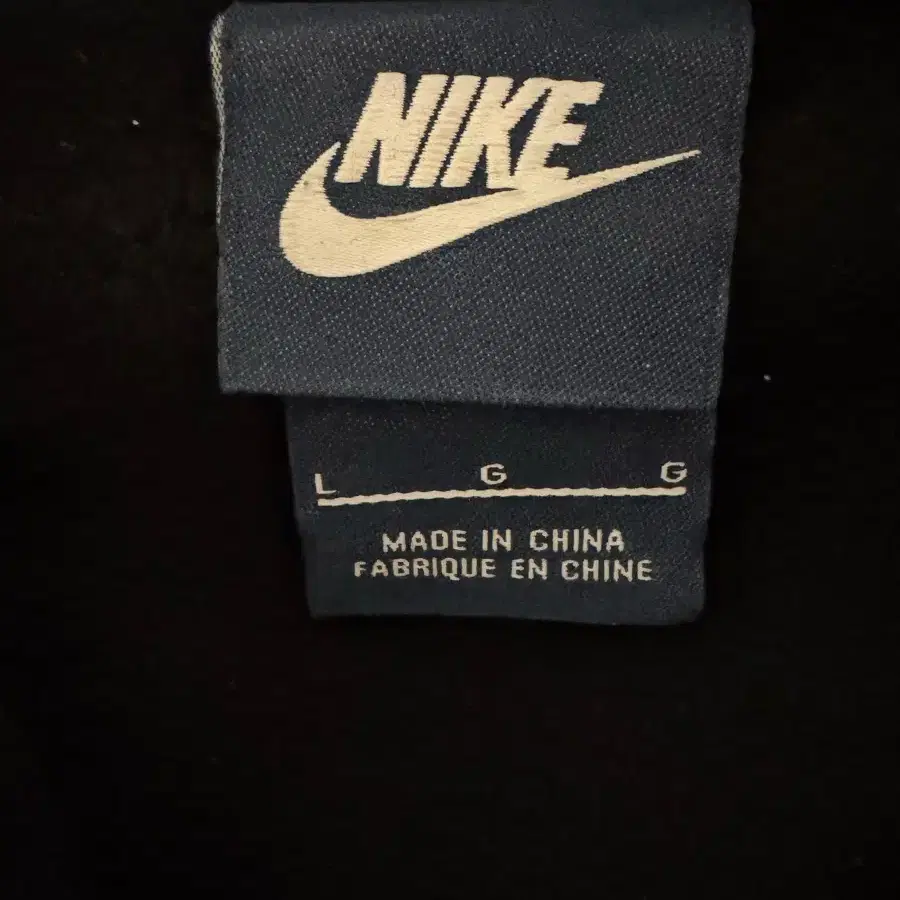 NIKE
L G G
MADE IN CHINA
FABRIQUE EN CHINE